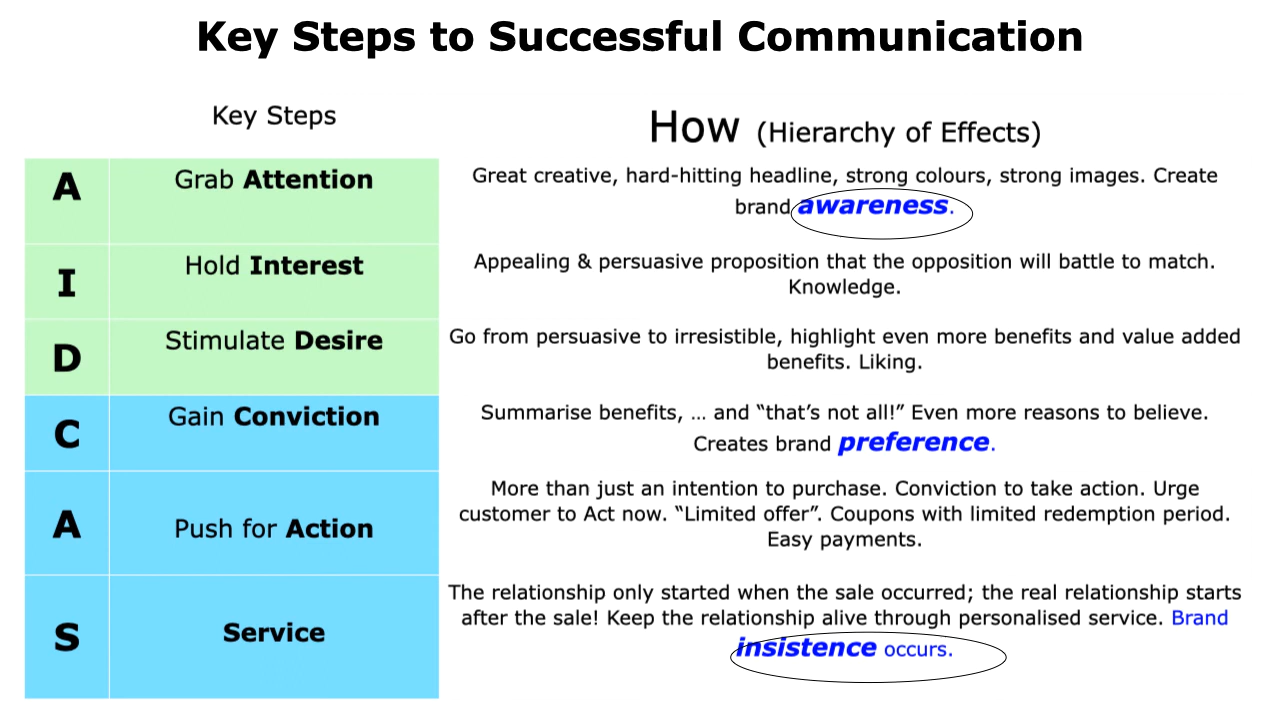 Key Steps to Successful Communication
Key Steps
How (Hierarchy of Effects)
A
Grab Attention
Great creative, hard-hitting headline, strong colours, strong images. Create
brand awareness.
I
Hold Interest
Appealing & persuasive proposition that the opposition will battle to match.
Knowledge.
D
Stimulate Desire
Go from persuasive to irresistible, highlight even more benefits and value added
benefits. Liking.
C
Gain Conviction
Summarise benefits, … and “that’s not all!” Even more reasons to believe.
Creates brand preference.
A
Push for Action
More than just an intention to purchase. Conviction to take action. Urge
customer to Act now. “Limited offer”. Coupons with limited redemption period.
Easy payments.
S
Service
The relationship only started when the sale occurred; the real relationship starts
after the sale! Keep the relationship alive through personalised service. Brand
insistence occurs.